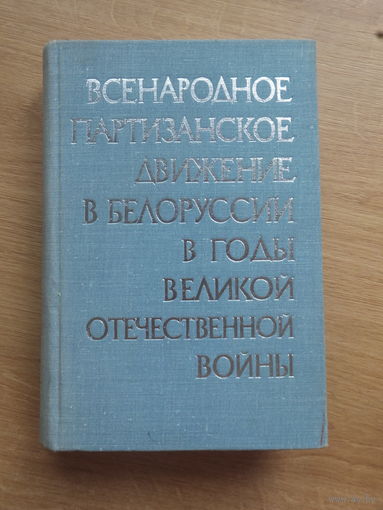 ВСЕНАРОДНОЕ
ПАРТИЗАНСКОЕ
ДВИЖЕНИЕ
В БЕЛОРУССИИ
В ГОДЫ
ВЕЛИКОЙ
ОТЕЧЕСТВЕННОЙ
ВОЙНЫ